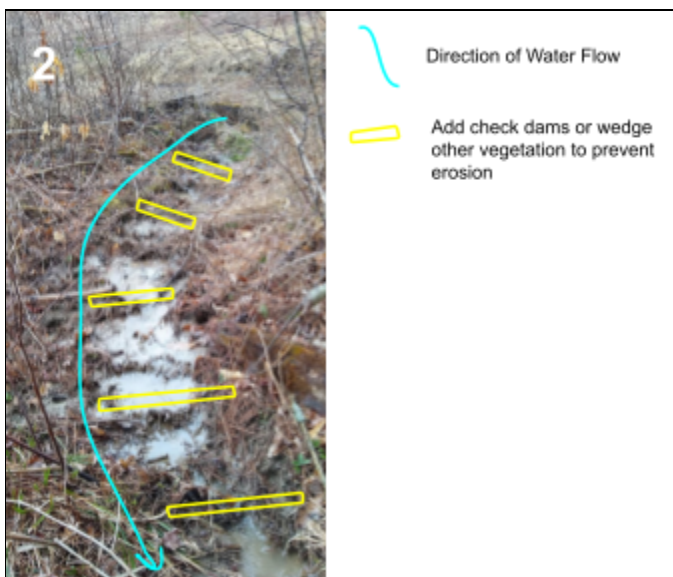 2
Direction of Water Flow
Add check dams or wedge
other vegetation to prevent
erosion